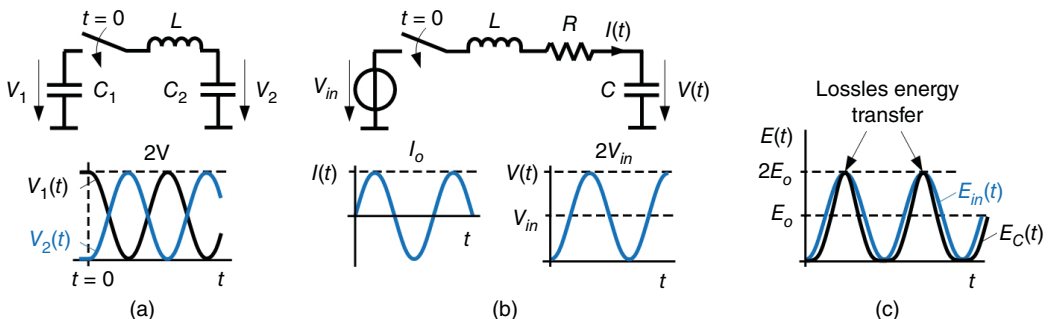 t = 0
L
V1
C1
C2
V2
2V
V1(t)
V2(t)
t = 0
t
(a)
t = 0
L
R
I(t)
Vin
C
V(t)
I(t)
Io
t
V(t)
2Vin
Vin
t
(b)
Lossles energy
transfer
E(t)
2Eo
Eo
Ein(t)
EC(t)
t
(c)